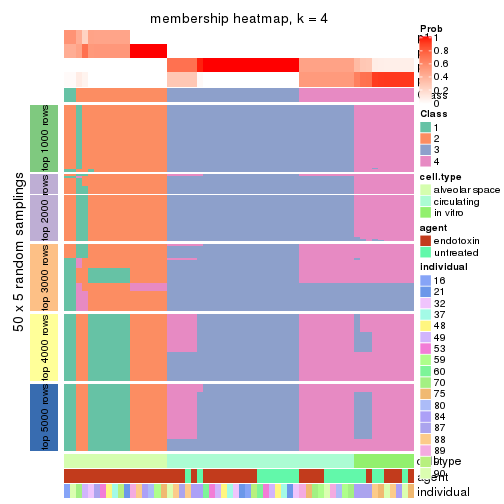 membership heatmap, k = 4
50 x 5 random samplings
top 1000 rows
top 2000 rows
top 3000 rows
top 4000 rows
top 5000 rows
Prob
1
0.8
0.6
0.4
0.2
0
Class
1
2
3
4
cell.type
alveolar space
circulating
in vitro
agent
endotoxin
untreated
individual
16
21
32
37
48
49
53
59
60
70
75
80
84
87
88
89
90
cell.type
agent
individual